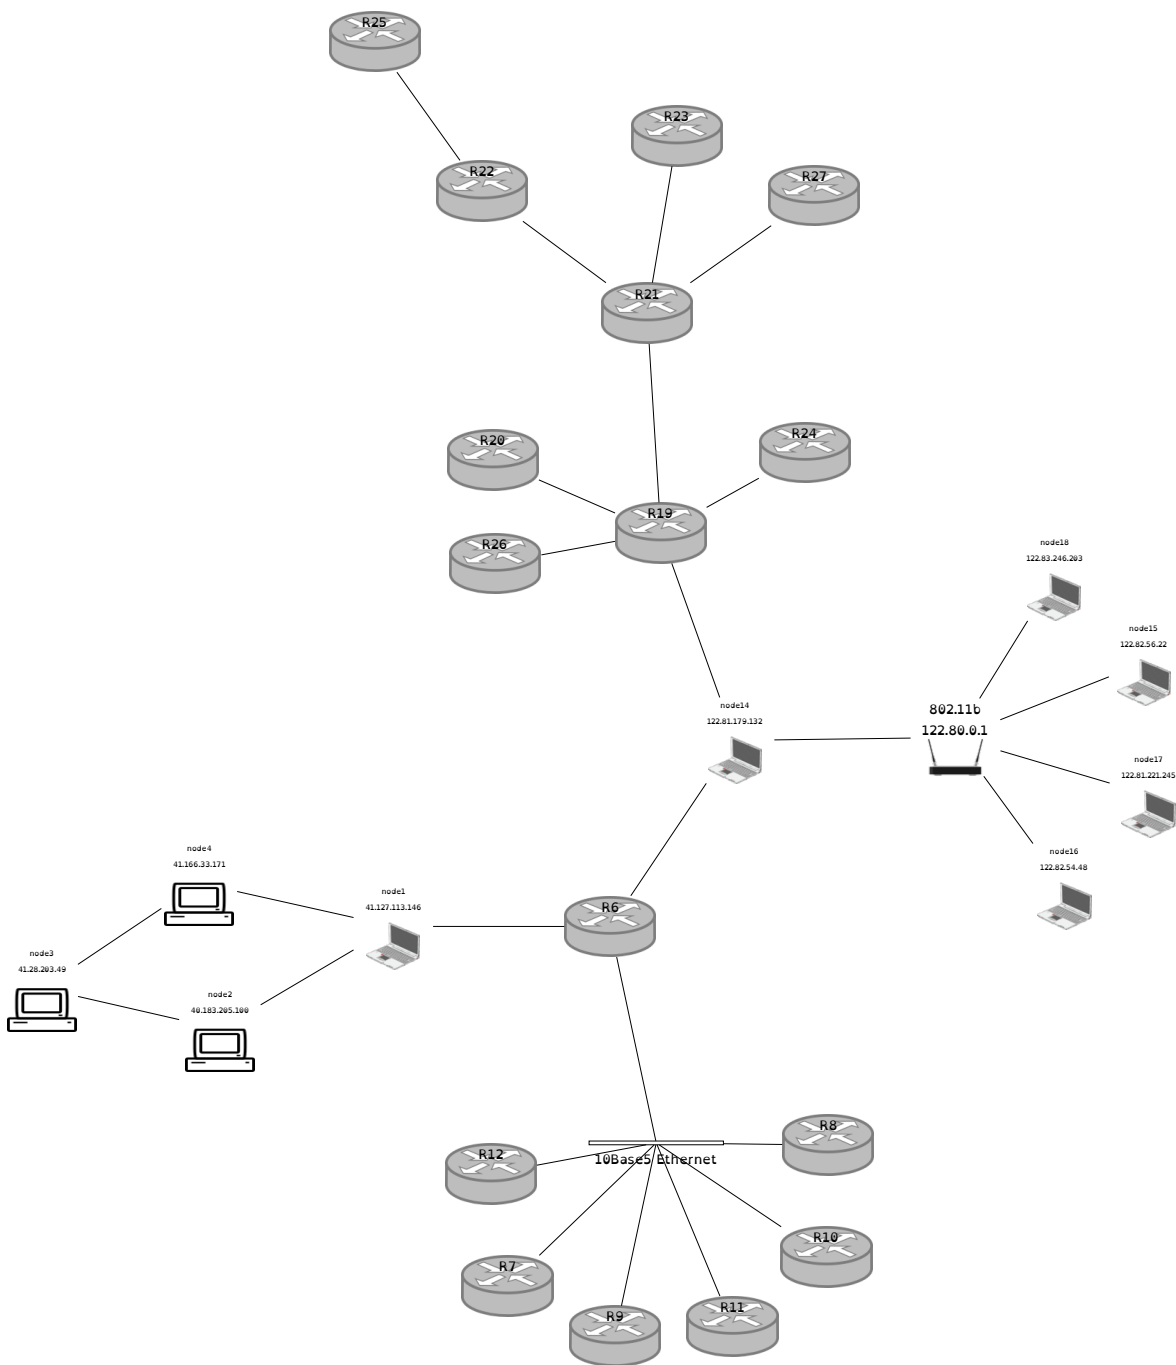 R25
R23
R22
R27
R21
R20
R24
R19
R26
node18
122.83.246.203
node15
122.82.56.22
node14
122.81.179.132
802.11b
122.80.0.1
node17
122.81.221.245
node4
41.166.33.171
node16
122.82.54.48
node1
41.127.113.146
R6
node3
41.28.203.49
node2
40.183.205.100
R8
R12
10Base5 Ethernet
R10
R7
R11
R9